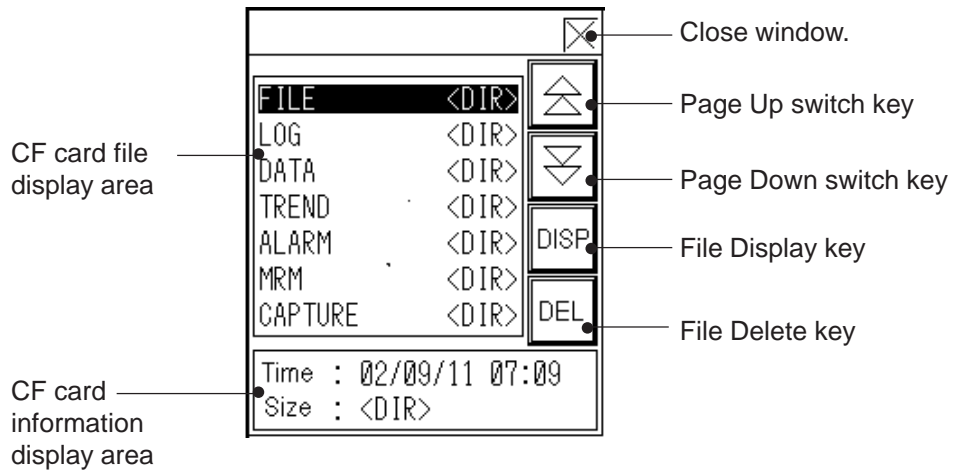 Close window.
FILE <DIR>
LOG <DIR>
DATA <DIR>
TREND <DIR>
ALARM <DIR>
MRM <DIR>
CAPTURE <DIR>
DISP
DEL
Time : 02/09/11 07:09
Size : <DIR>
CF card file
display area
CF card
information
display area
Page Up switch key
Page Down switch key
File Display key
File Delete key